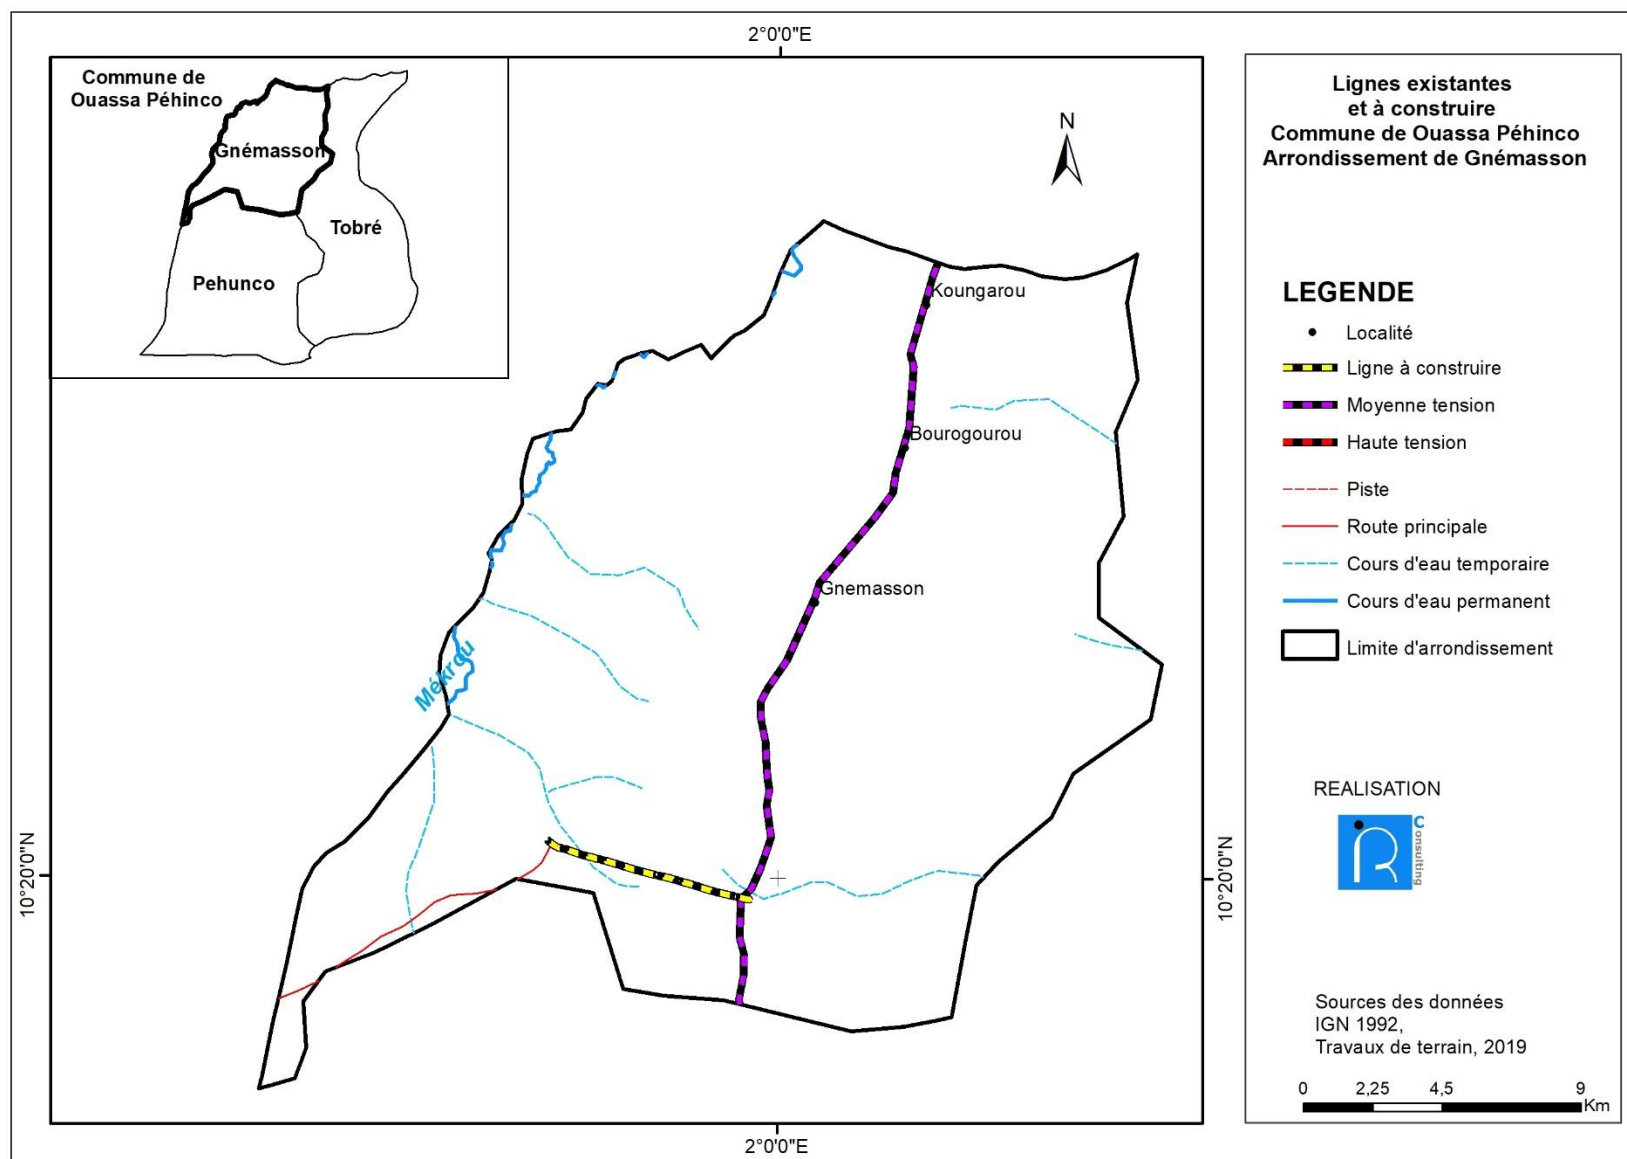 2°0'0"E
Commune de
Ouassa Péhinco
Gnémasson
Tobré
Pehunco
N
Koungarou
Bourogourou
Gnemasson
Mékrou
10°20'0"N
10°20'0"N
2°0'0"E
Lignes existantes
et à construire
Commune de Ouassa Péhinco
Arrondissement de Gnémasson
LEGENDE
Localité
Ligne à construire
Moyenne tension
Haute tension
Piste
Route principale
Cours d'eau temporaire
Cours d'eau permanent
Limite d'arrondissement
REALISATION
iR
Consulting
Sources des données
IGN 1992,
Travaux de terrain, 2019
0 2,25 4,5 9
Km